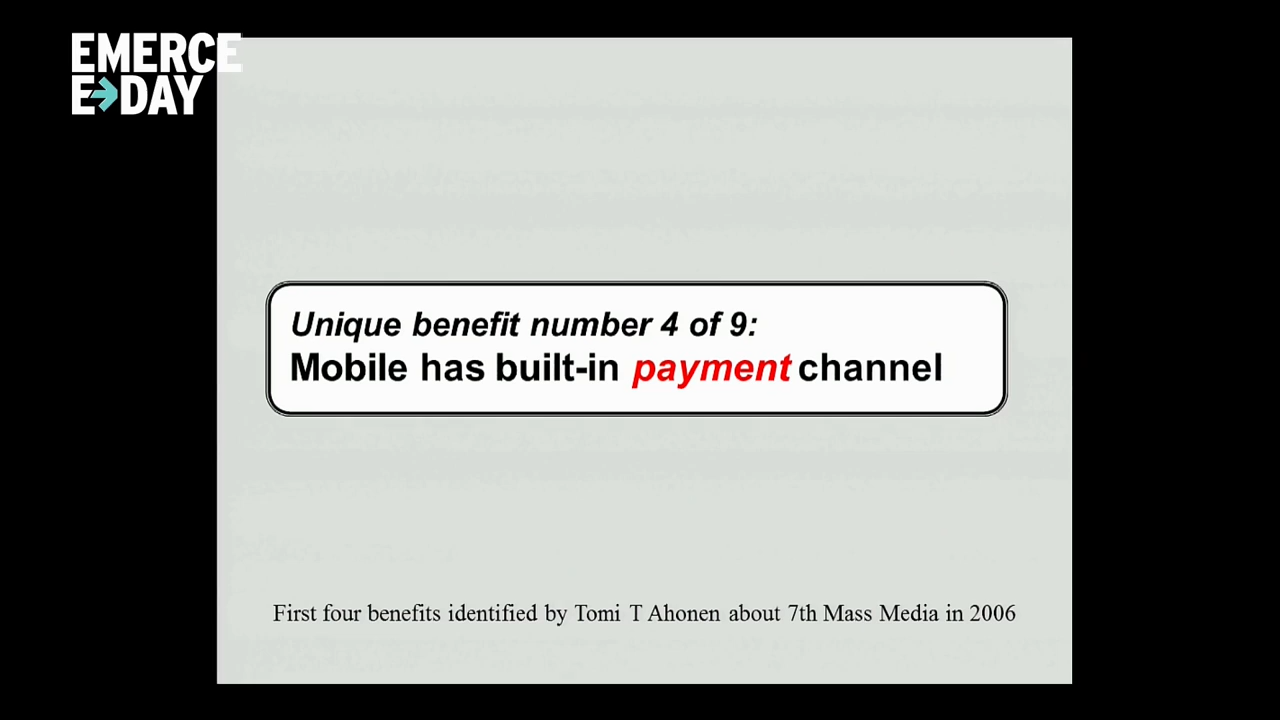 EMERCE
E→DAY
Unique benefit number 4 of 9:
Mobile has built-in payment channel
First four benefits identified by Tomi T Ahonen about 7th Mass Media in 2006